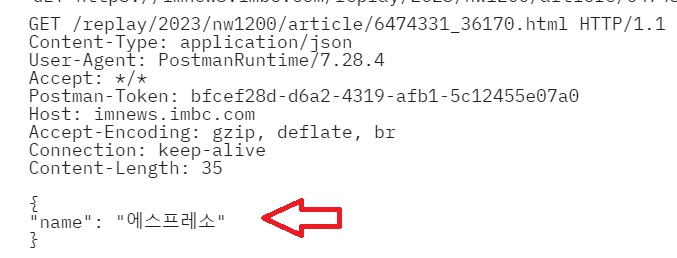 GET /replay/2023/nw1200/article/6474331_36170.html HTTP/1.1
Content-Type: application/json
User-Agent: PostmanRuntime/7.28.4
Accept: */*
Postman-Token: bfcef28d-d6a2-4319-afb1-5c12455e07a0
Host: imnews.imbc.com
Accept-Encoding: gzip, deflate, br
Connection: keep-alive
Content-Length: 35
{
"name": "에스프레소"
}